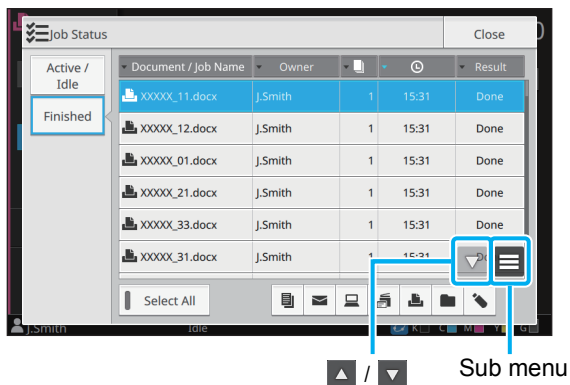 Job Status
Close
Active /
Idle
Finished
Document / Job Name Owner Result
XXXXX_11.docx J.Smith 1 15:31 Done
XXXXX_12.docx J.Smith 1 15:31 Done
XXXXX_01.docx J.Smith 1 15:31 Done
XXXXX_21.docx J.Smith 1 15:31 Done
XXXXX_33.docx J.Smith 1 15:31 Done
XXXXX_31.docx J.Smith 1 15:31
Select All
J.Smith Idle K C M Y G
/ Sub menu